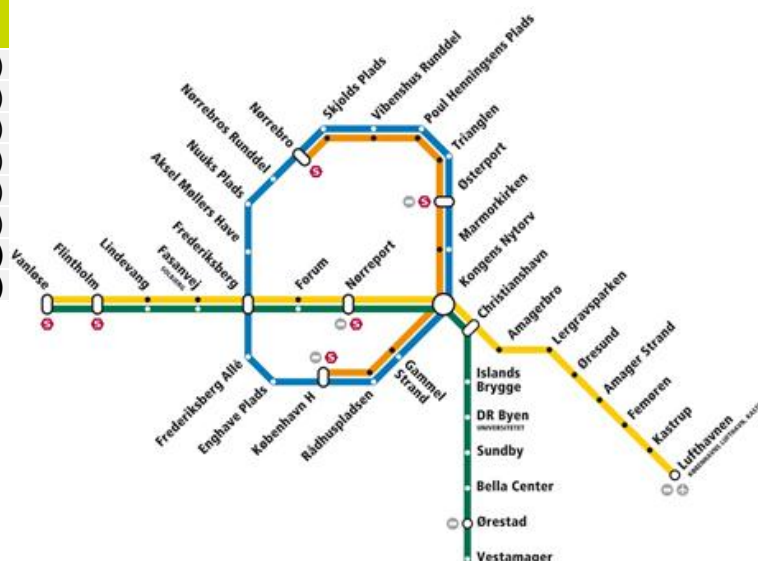 Skjolds Plads
Vibenshus Runddel
Poul Henningsens Plads
Nørrebro
Trianglen
Nørrebros Runddel
Østerport
S
S
Nuuks Plads
Marmorkirken
Aksel Møllers Have
Kongens Nytorv
Frederiksberg
Christianshavn
Vanløse
Flintholm
Lindevang
Fasanvej
SOLBJERG
Forum
Nørreport
Amagerbro
Lergravsparken
S
S
S
Øresund
Amager Strand
Femøren
Kastrup
Lufthavnen
S
Frederiksberg Allé
Enghave Plads
København H
Rådhuspladsen
Gammel
Strand
Islands
Brygge
DR Byen
UNIVERSITETET
Sundby
Bella Center
Ørestad
Vestamager